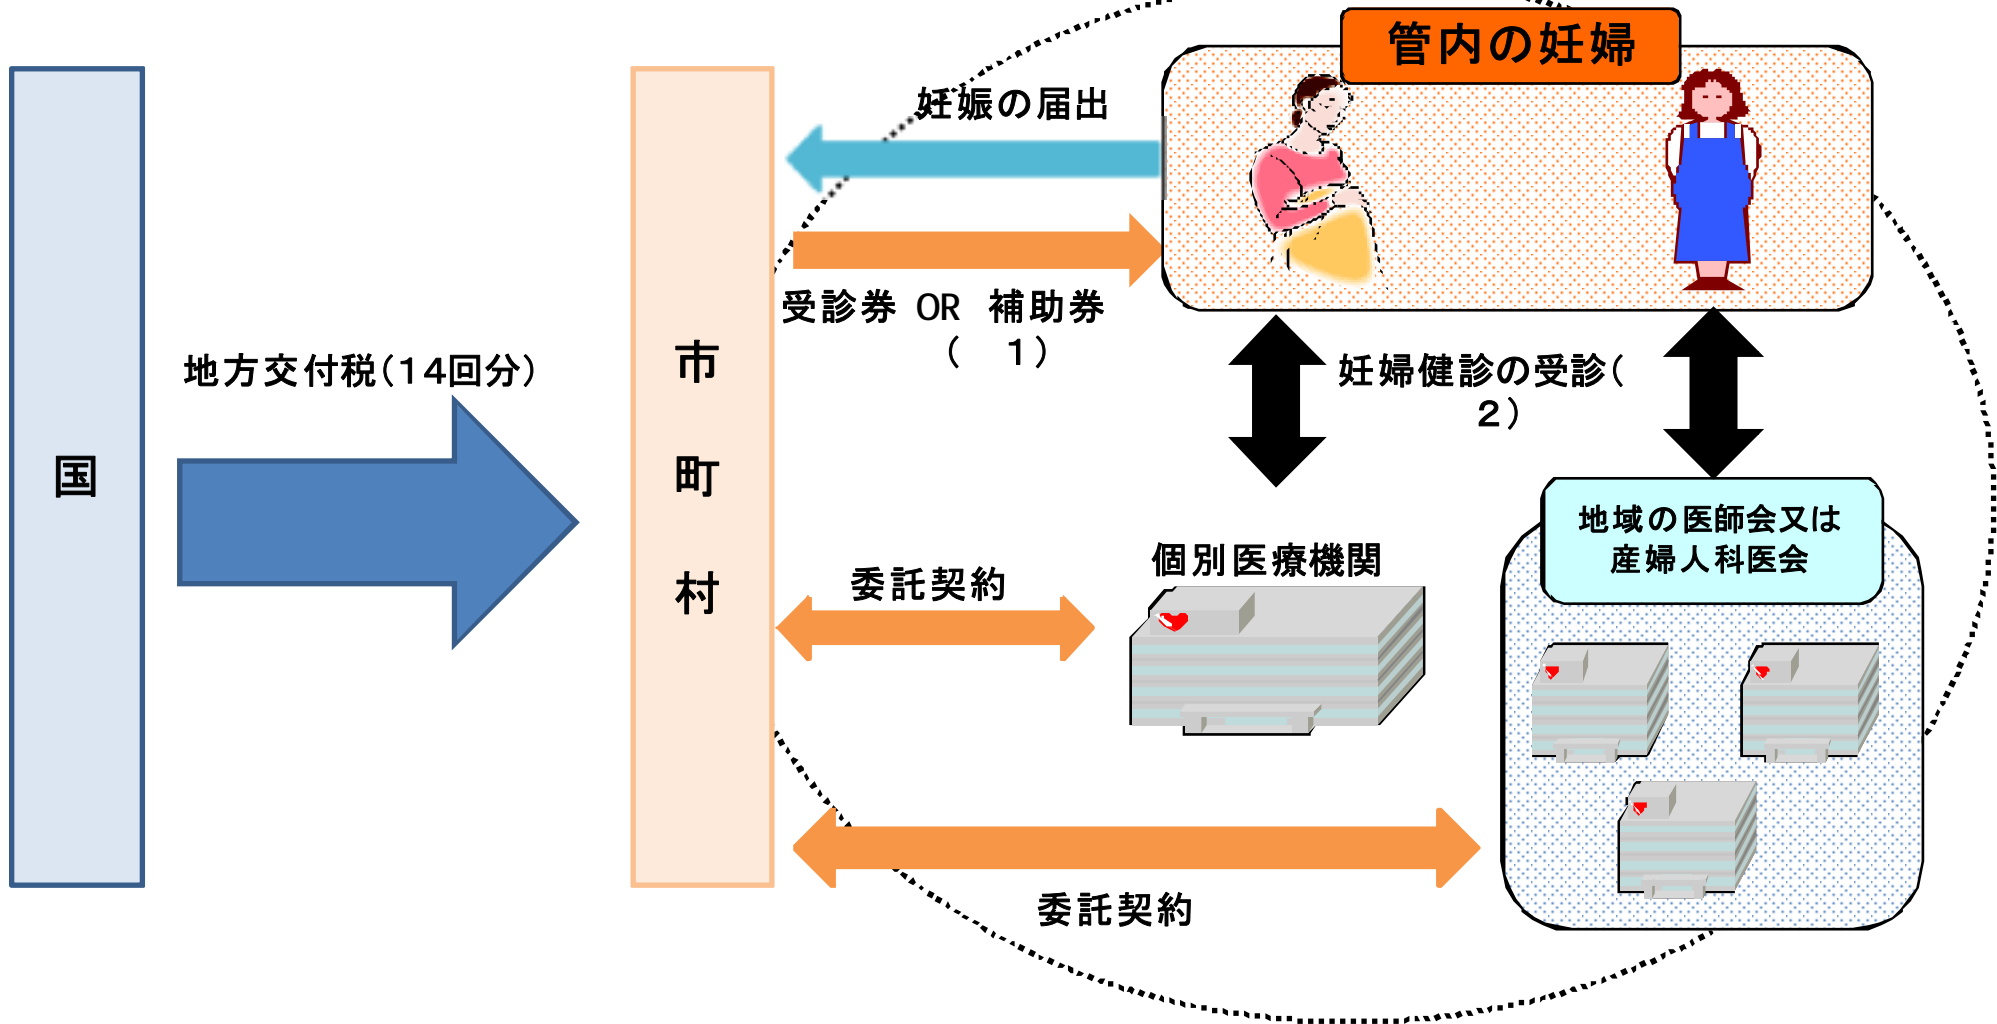 管内の妊婦
妊娠の届出
受診券 OR 補助券
( 1)
地方交付税(14回分)
国
市
町
村
妊婦健診の受診(
2)
地域の医師会又は
産婦人科医会
個別医療機関
委託契約
委託契約